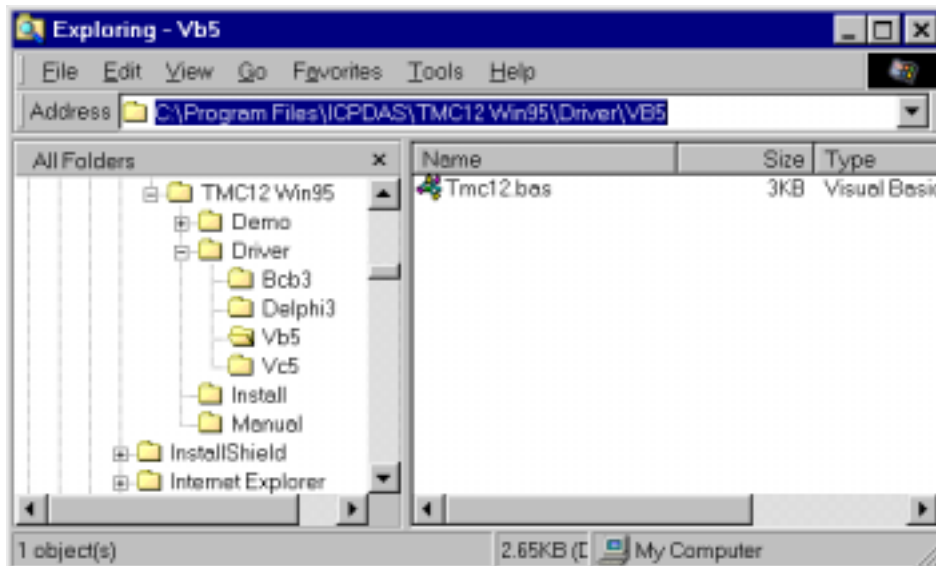 Exploring - Vb5
File Edit View Go Favorites Tools Help
Address C:\Program Files\ICPDAS\TMC12 Win95\Driver\VB5
All Folders
Name Size Type
TMC12 Win95
Tmc12.bas 3KB Visual Basic
Demo
Driver
Bcb3
Delphi3
Vb5
Vc5
Install
Manual
InstallShield
Internet Explorer
1 object(s) 2.65KB (D My Computer